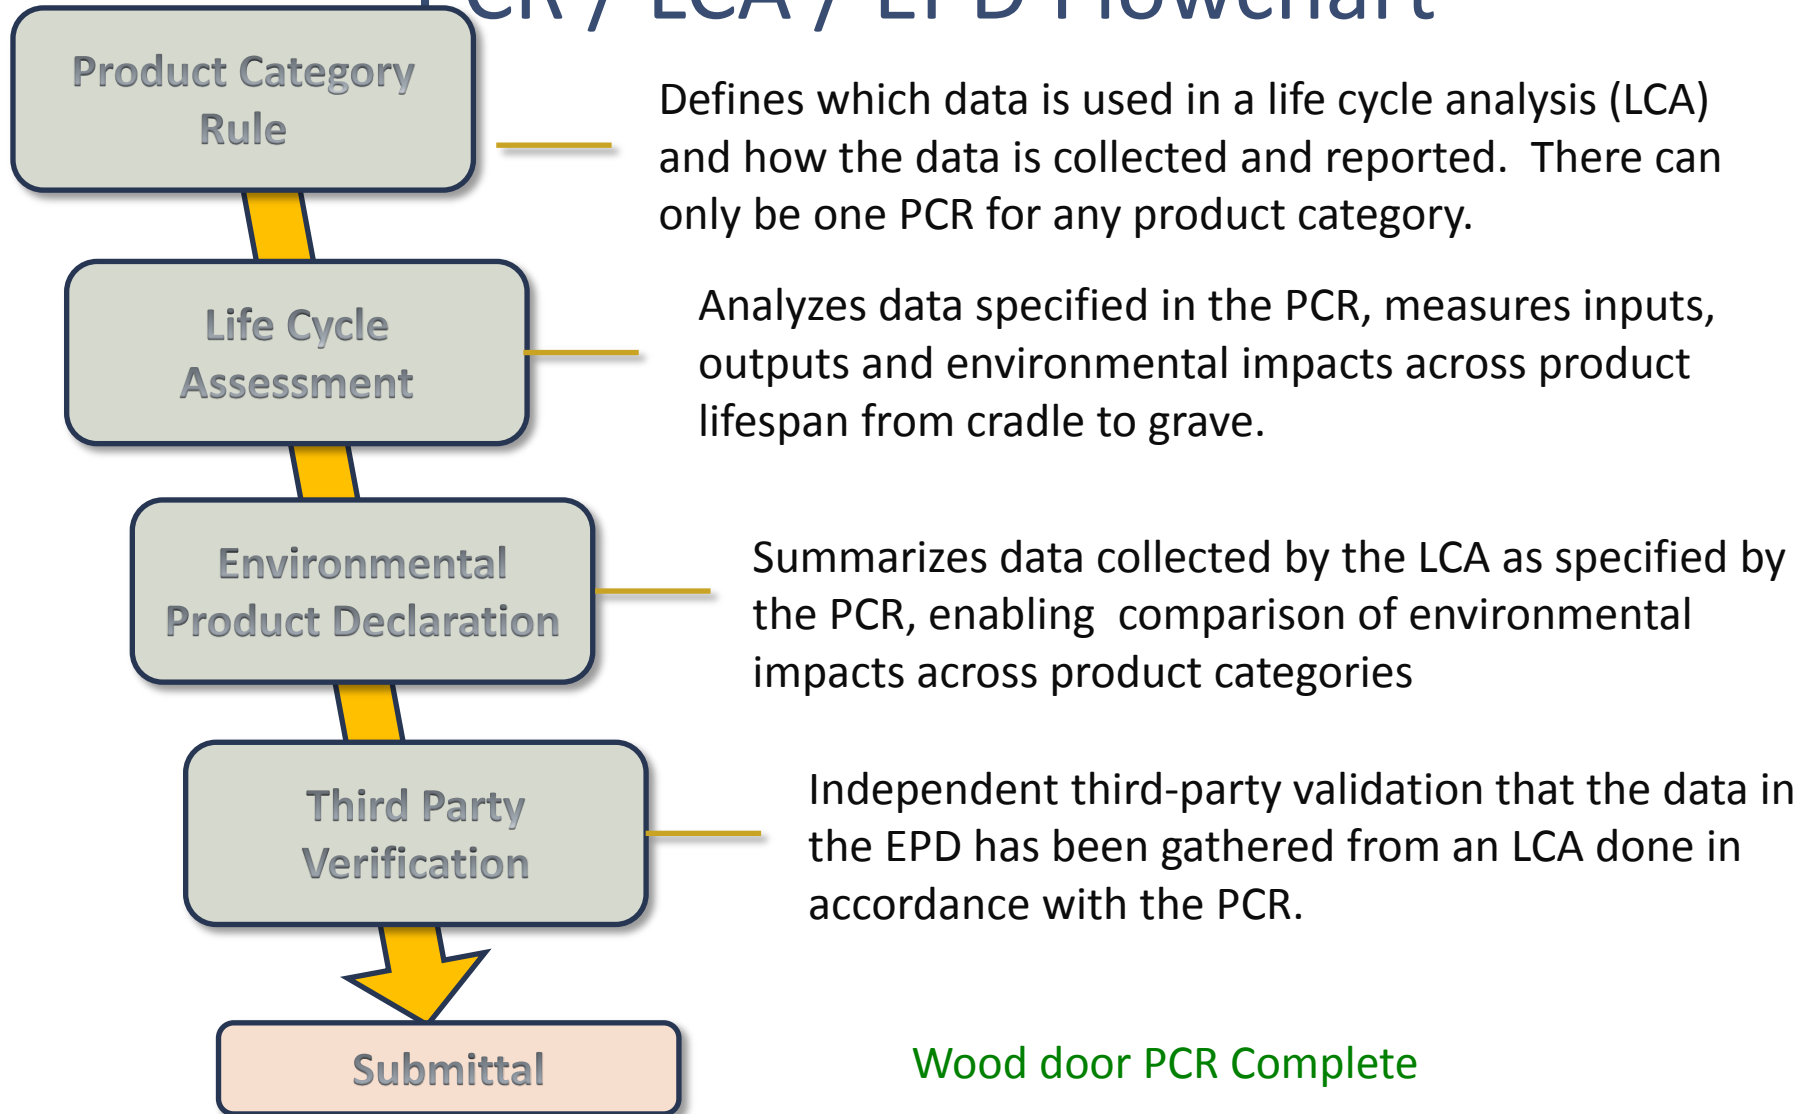 PCR / LCA / EPD Flowchart
Product Category
Rule
Defines which data is used in a life cycle analysis (LCA)
and how the data is collected and reported.  There can
only be one PCR for any product category.
Life Cycle
Assessment
Analyzes data specified in the PCR, measures inputs,
outputs and environmental impacts across product
lifespan from cradle to grave.
Environmental
Product Declaration
Summarizes data collected by the LCA as specified by
the PCR, enabling  comparison of environmental
impacts across product categories
Third Party
Verification
Independent third-party validation that the data in
the EPD has been gathered from an LCA done in
accordance with the PCR.
Submittal
Wood door PCR Complete